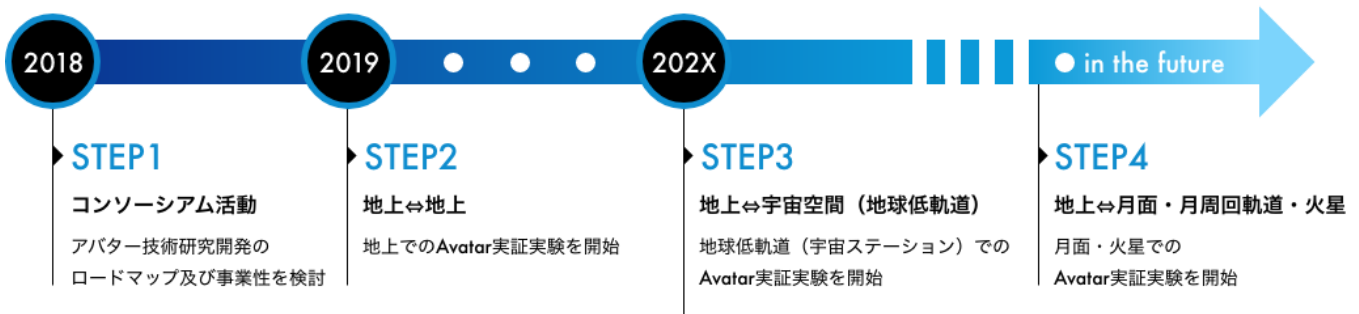 2018
2019
202X
in the future
STEP1
コンソーシアム活動
アバター技術研究開発の
ロードマップ及び事業性を検討
STEP2
地上⇔地上
地上でのAvatar実証実験を開始
STEP3
地上⇔宇宙空間（地球低軌道）
地球低軌道（宇宙ステーション）での
Avatar実証実験を開始
STEP4
地上⇔月面・月周回軌道・火星
月面・火星での
Avatar実証実験を開始